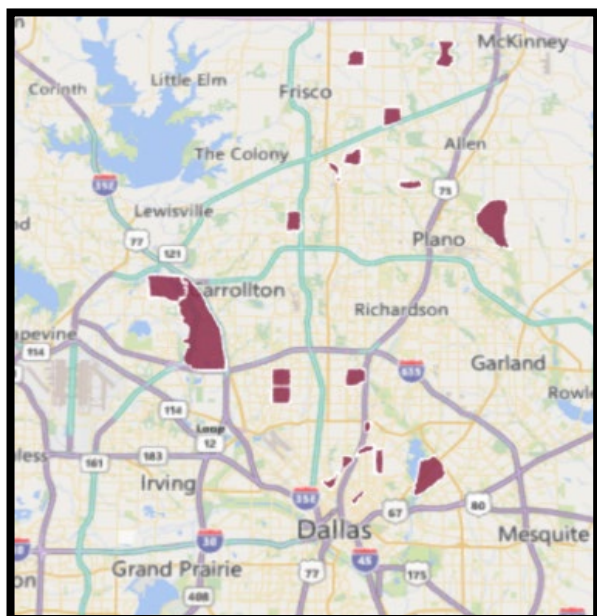 McKinney
Little Elm
Corinth
Frisco
Allen
The Colony
75
Lewisville
77
Plano
121
Carrollton
Richardson
apevine
114
635
Garland
Rowle
114
Loop
12
161
183
Irving
67
80
Dallas
Mesquite
30
Grand Prairie
77
45
175
408